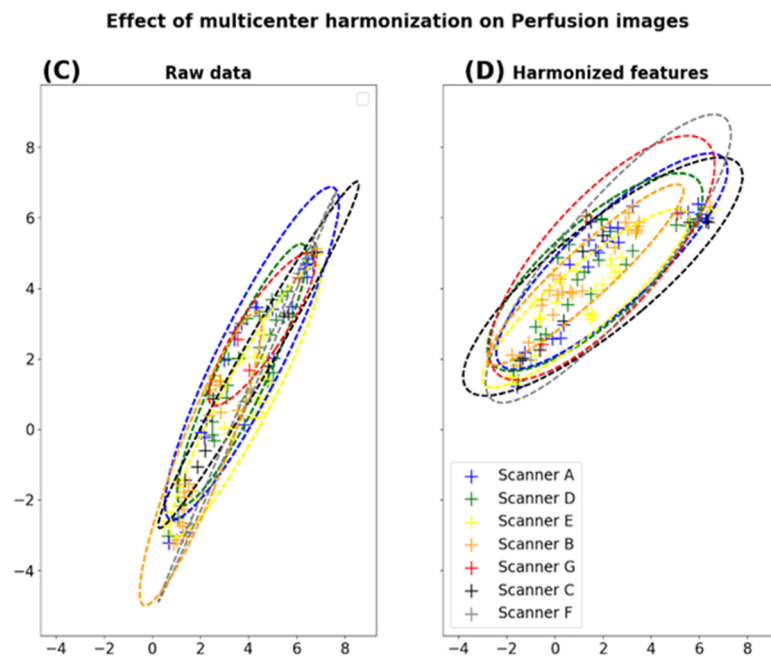 Effect of multicenter harmonization on Perfusion images
(C) Raw data
(D) Harmonized features
8
6
4
2
0
−2
−4
−4 −2 0 2 4 6 8
Scanner A
Scanner D
Scanner E
Scanner B
Scanner G
Scanner C
Scanner F
−4 −2 0 2 4 6 8